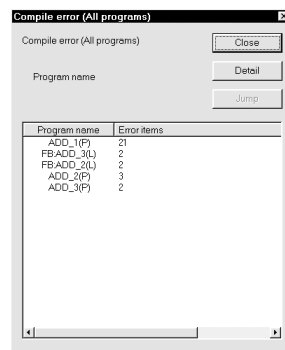 Compile error (All programs)
Compile error (All programs)
Close
Program name
Detail
Jump
Program name Error items
ADD_1(P) 21
FB:ADD_3(L) 2
FB:ADD_2(L) 2
ADD_2(P) 3
ADD_3(P) 2